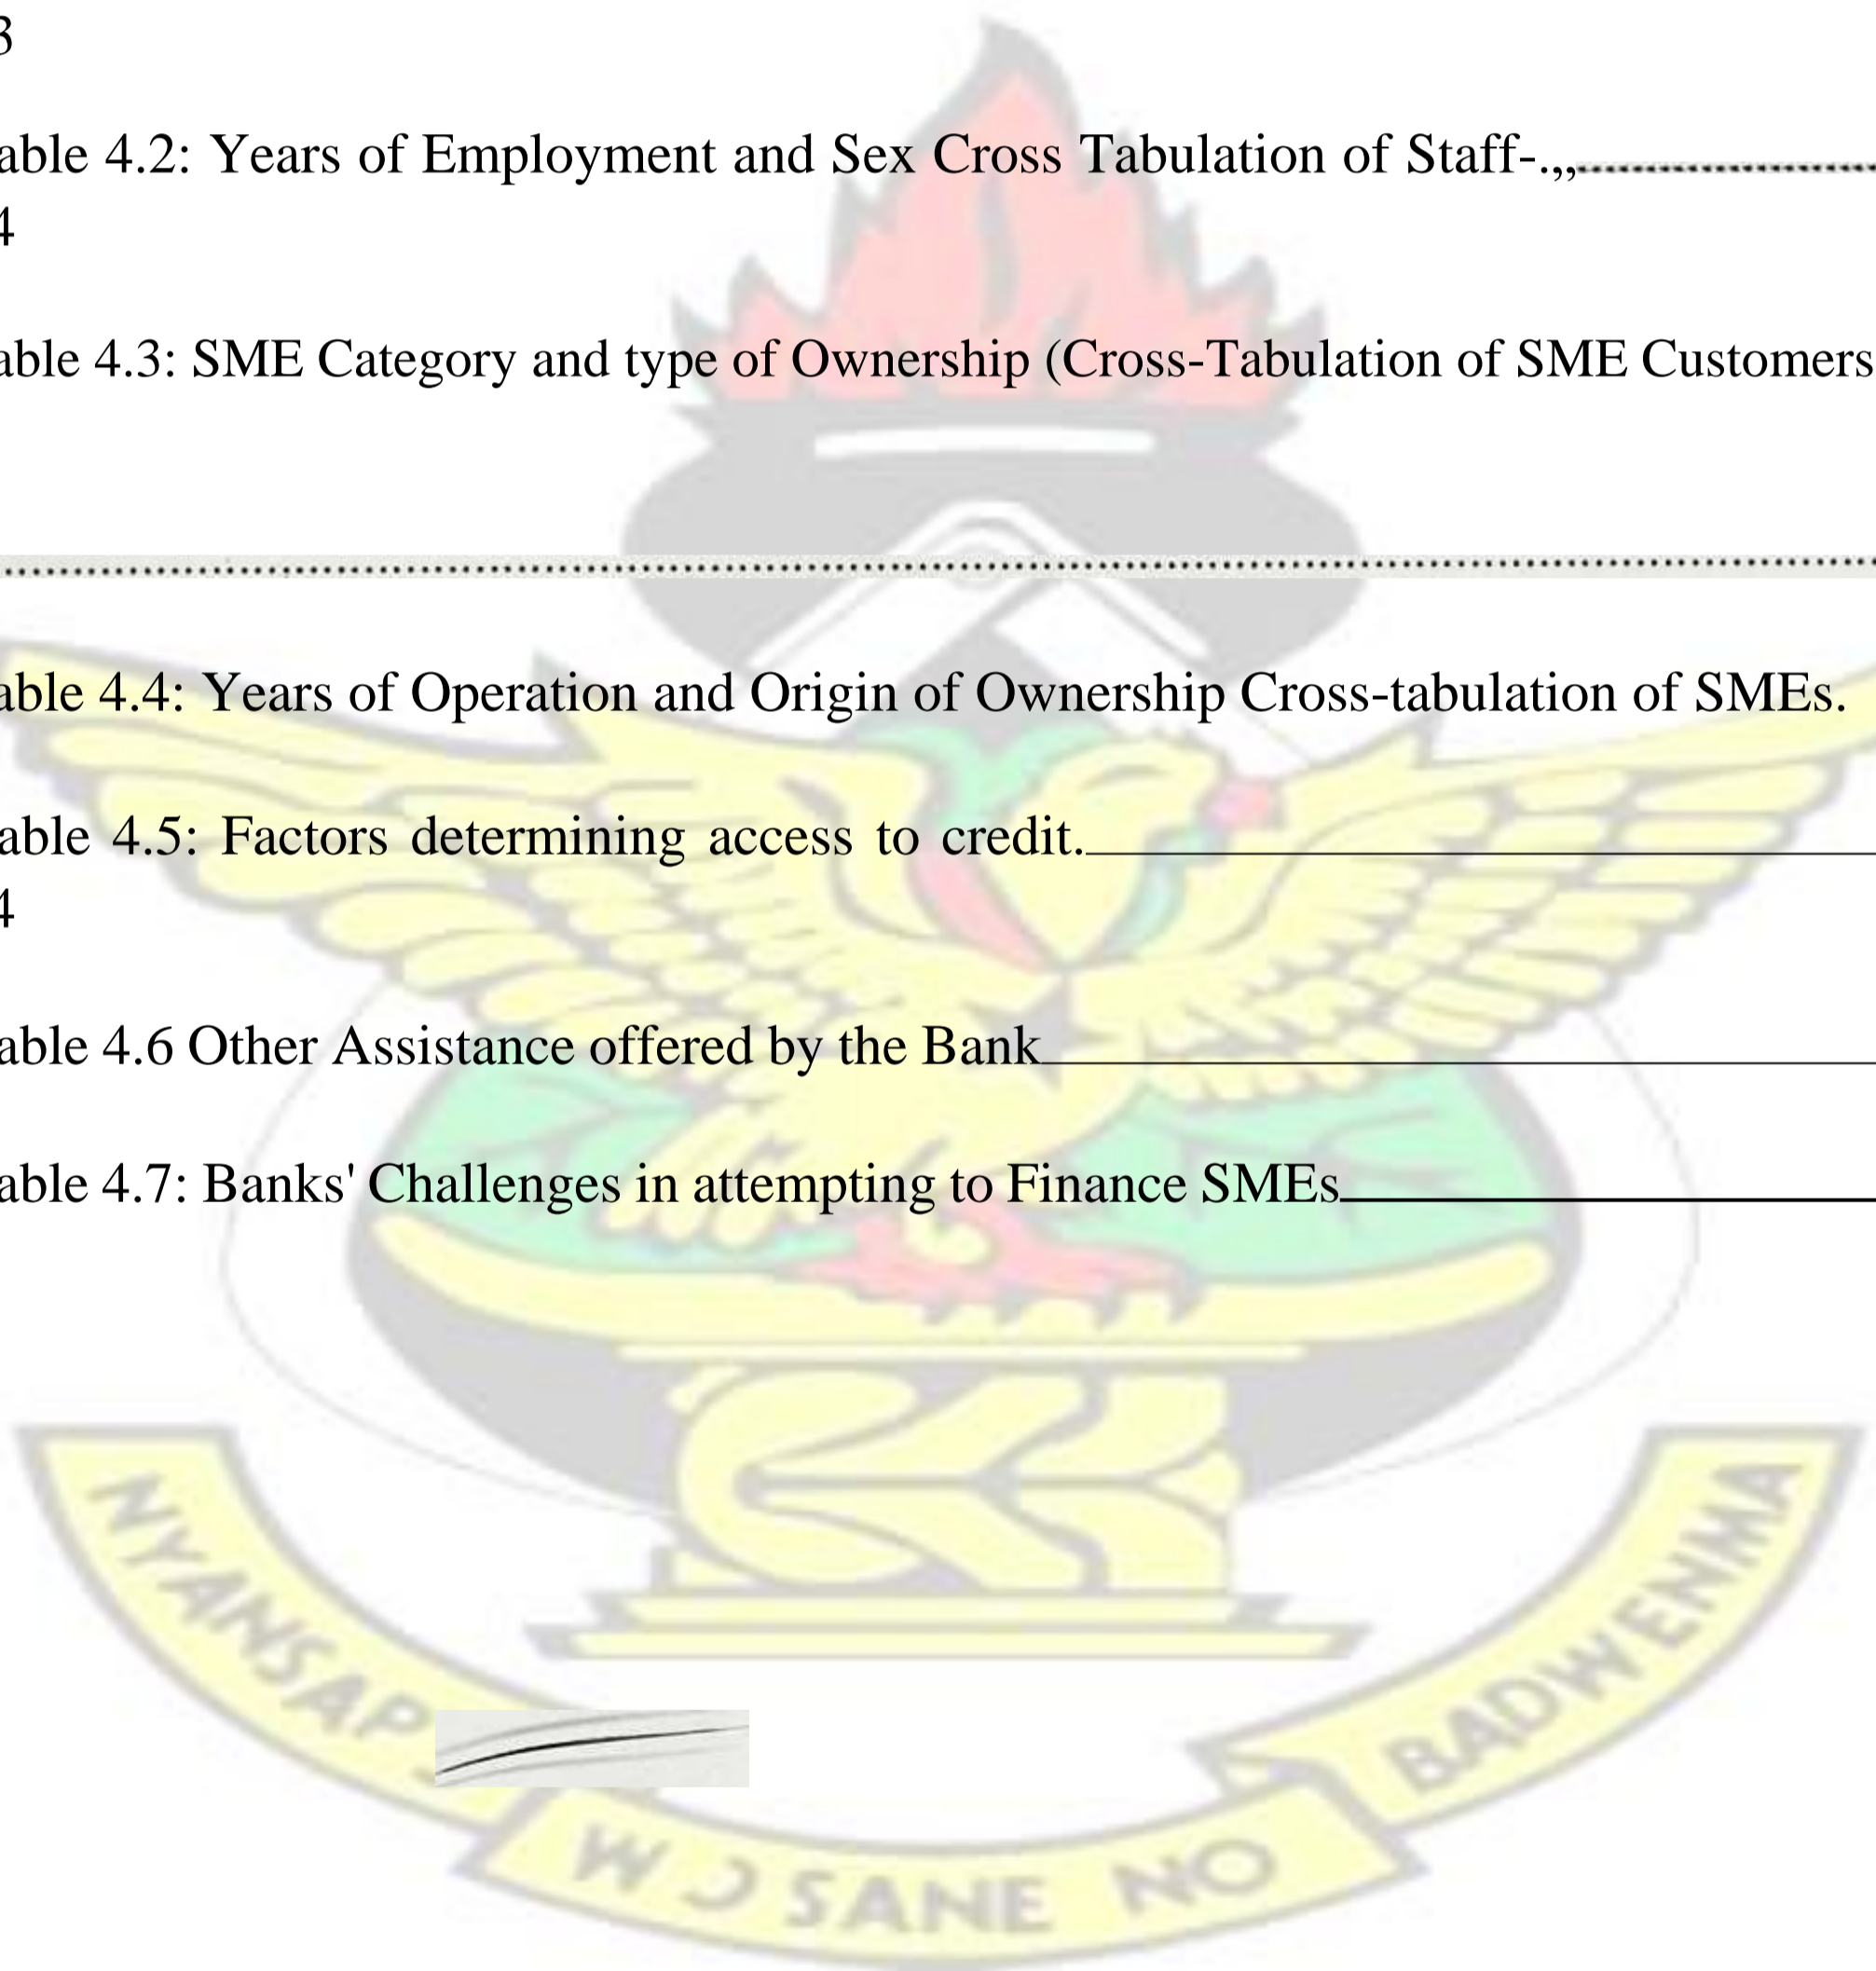 3
able 4.2: Years of Employment and Sex Cross Tabulation of Staff-.,,
4
able 4.3: SME Category and type of Ownership (Cross-Tabulation of SME Customers
able 4.4: Years of Operation and Origin of Ownership Cross-tabulation of SMEs.
able 4.5: Factors determining access to credit.
4
able 4.6 Other Assistance offered by the Bank
able 4.7: Banks' Challenges in attempting to Finance SMEs
NYANSAP
W Ɔ SANE NO
BADWENMA